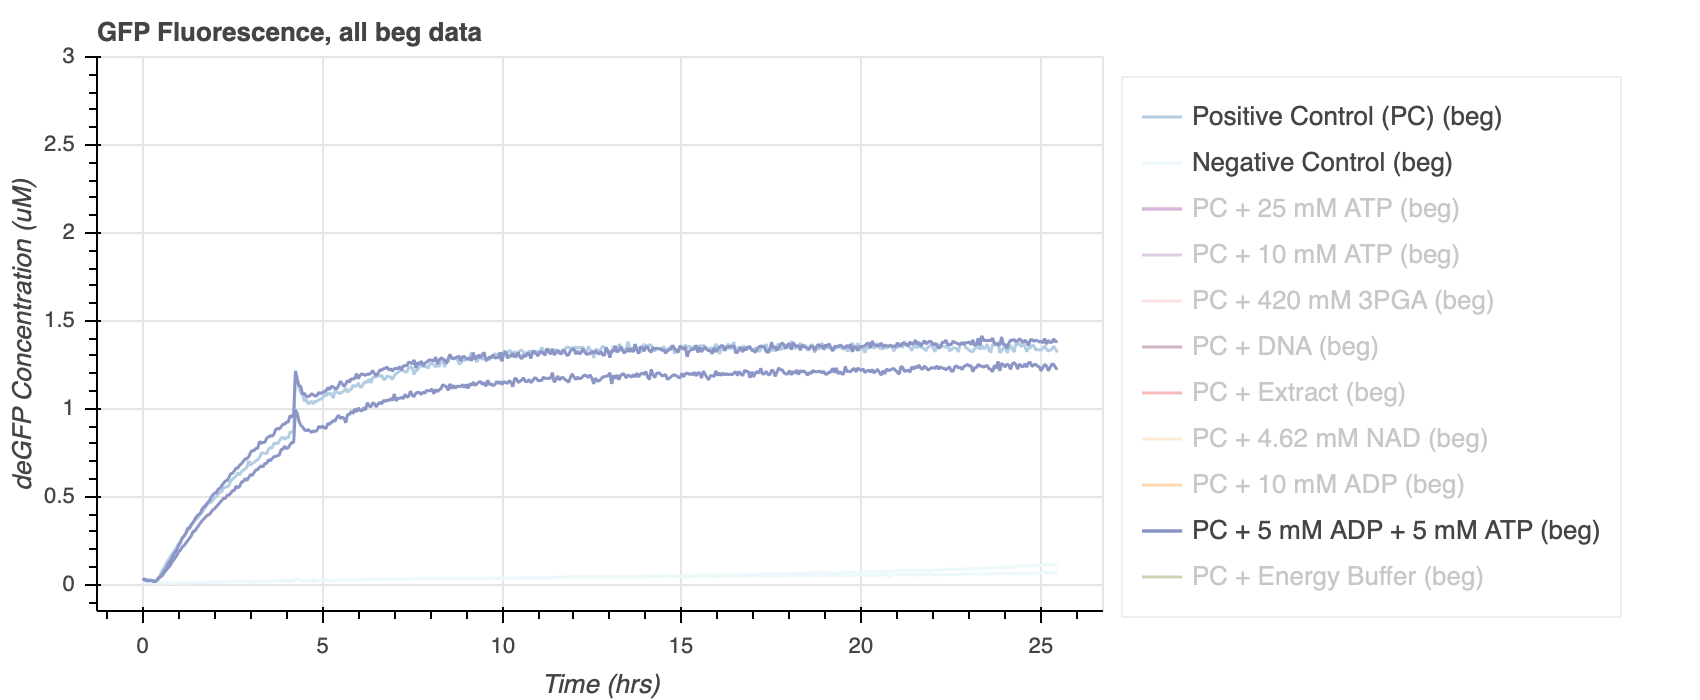 GFP Fluorescence, all beg data
3
2.5
2
1.5
1
0.5
0
deGFP Concentration (uM)
0 5 10 15 20 25
Time (hrs)
Positive Control (PC) (beg)
Negative Control (beg)
PC + 25 mM ATP (beg)
PC + 10 mM ATP (beg)
PC + 420 mM 3PGA (beg)
PC + DNA (beg)
PC + Extract (beg)
PC + 4.62 mM NAD (beg)
PC + 10 mM ADP (beg)
PC + 5 mM ADP + 5 mM ATP (beg)
PC + Energy Buffer (beg)